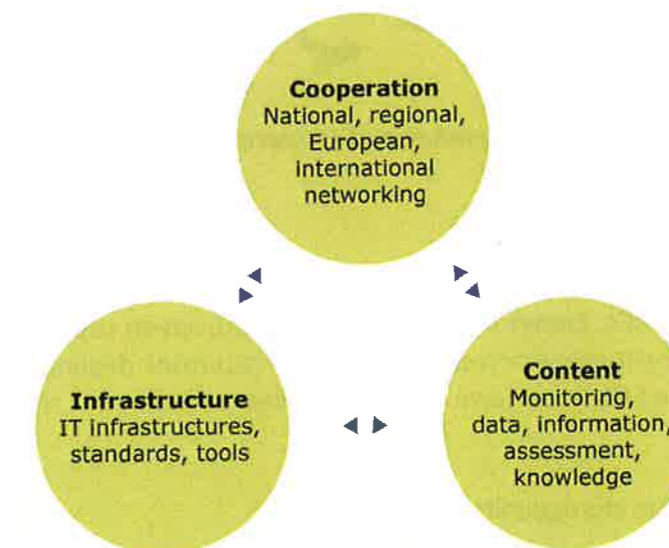 Cooperation
National, regional,
European,
international
networking
Infrastructure
IT infrastructures,
standards, tools
Content
Monitoring,
data, information,
assessment,
knowledge